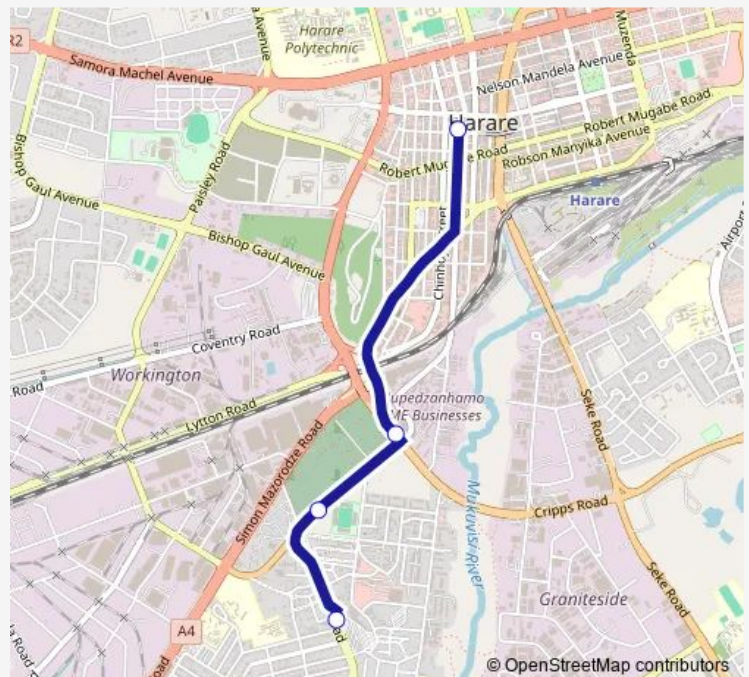 R2
Samora Machel Avenue
Harare
Polytechnic
Muzenda
Nelson Mandela Avenue
Harare
Robert Mugabe Road
Robert Mugabe Road
Robson Manyika Avenue
Paisley Road
Bishop Gaul Avenue
Bishop Gaul Avenue
Harare
Airport
Coventry Road
Road
Workington
Lytton Road
Simon Mazorodze Road
Mukuvisi River
Seke Road
Cripps Road
Graniteside
Seke Road
A4
© OpenStreetMap contributors